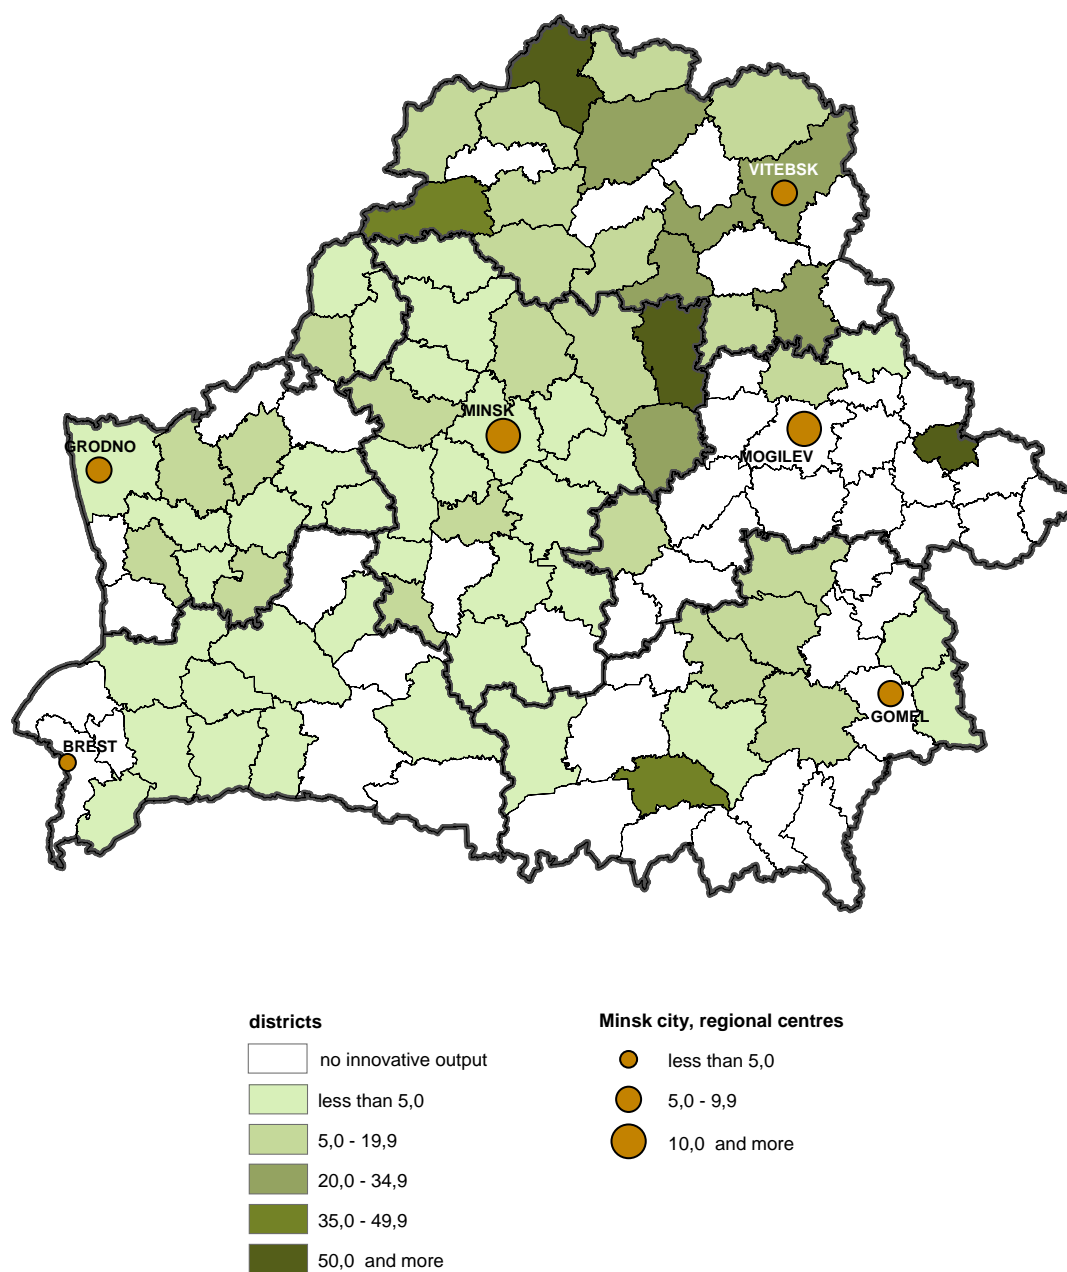 VITEBSK
MINSK
GRODNO
MOGILEV
GOMEL
BREST
districts
no innovative output
less than 5,0
5,0 - 19,9
20,0 - 34,9
35,0 - 49,9
50,0 and more
Minsk city, regional centres
less than 5,0
5,0 - 9,9
10,0 and more